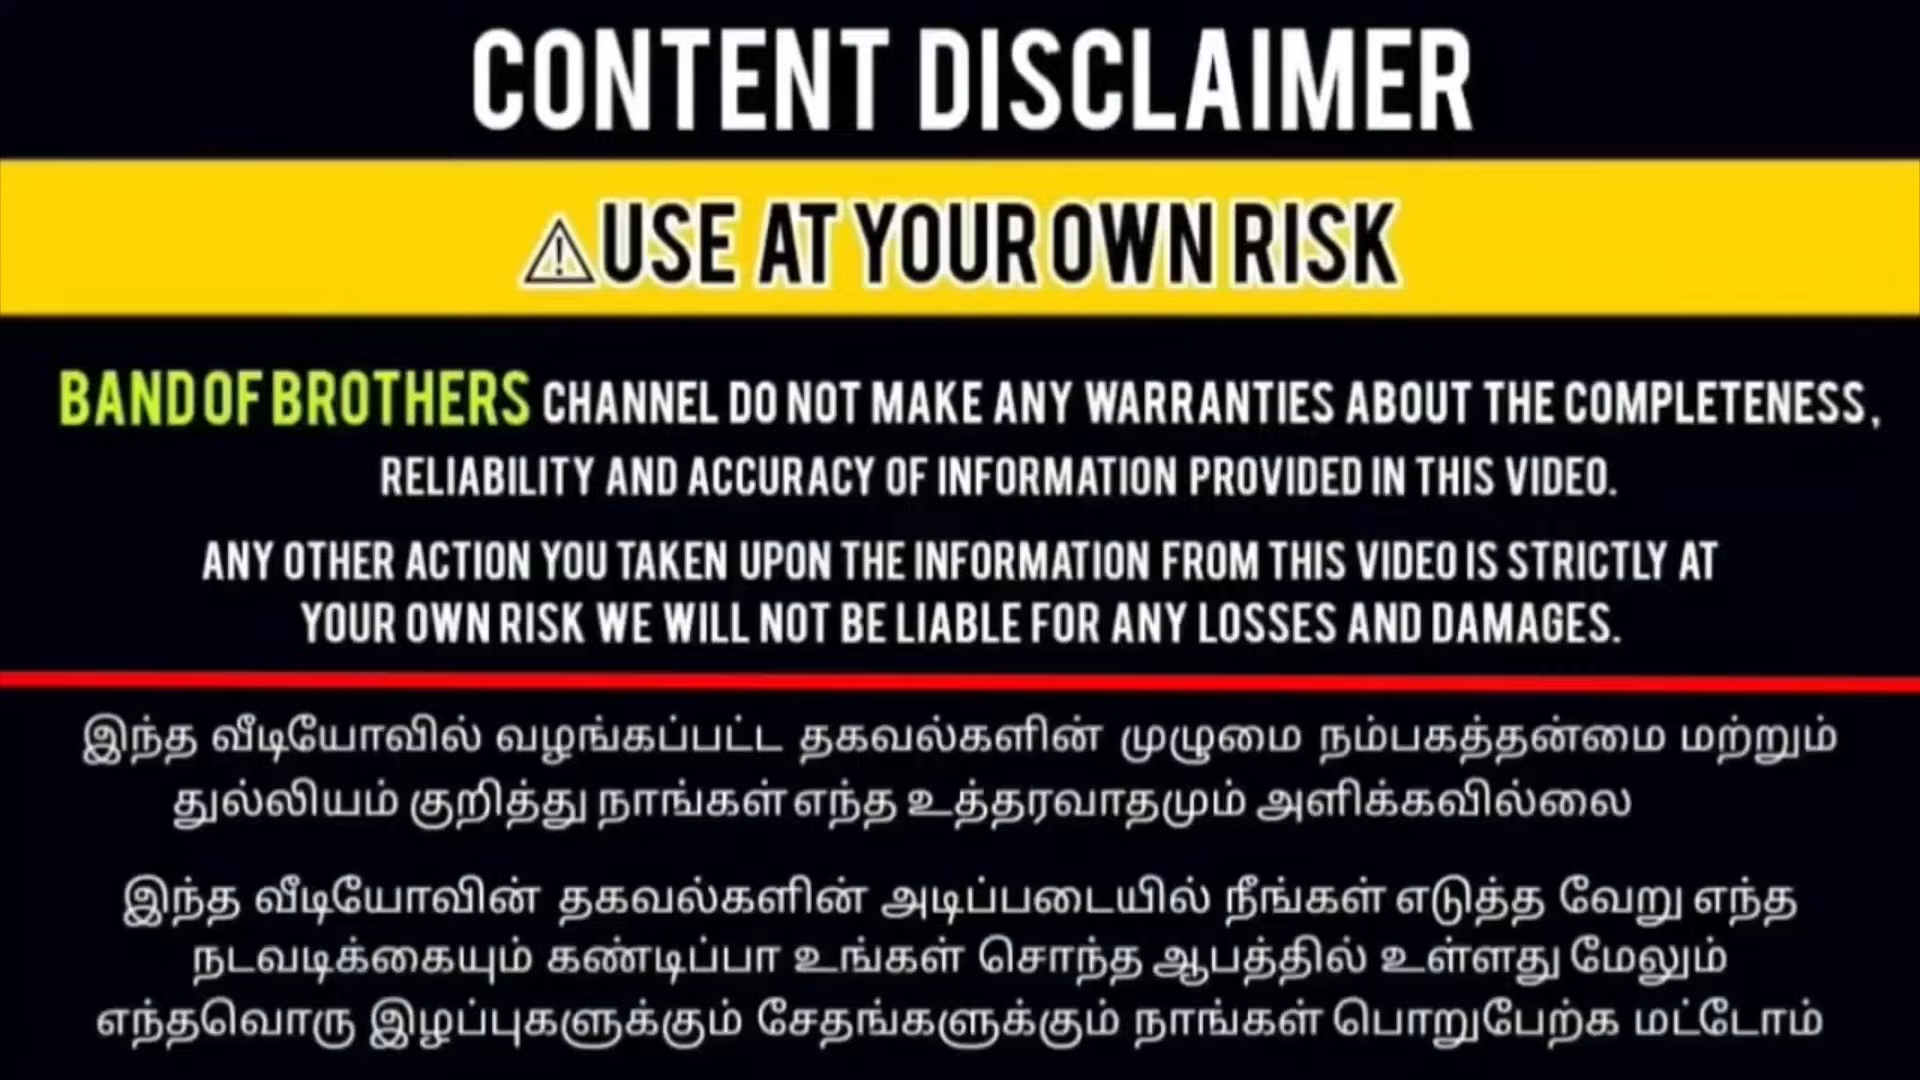 CONTENT DISCLAIMER
⚠USE AT YOUR OWN RISK
BAND OF BROTHERS CHANNEL DO NOT MAKE ANY WARRANTIES ABOUT THE COMPLETENESS,
RELIABILITY AND ACCURACY OF INFORMATION PROVIDED IN THIS VIDEO.
ANY OTHER ACTION YOU TAKEN UPON THE INFORMATION FROM THIS VIDEO IS STRICTLY AT
YOUR OWN RISK WE WILL NOT BE LIABLE FOR ANY LOSSES AND DAMAGES.
இந்த வீடியோவில் வழங்கப்பட்ட தகவல்களின் முழுமை நம்பகத்தன்மை மற்றும்
துல்லியம் குறித்து நாங்கள் எந்த உத்தரவாதமும் அளிக்கவில்லை
இந்த வீடியோவின் தகவல்களின் அடிப்படையில் நீங்கள் எடுத்த வேறு எந்த
நடவடிக்கையும் கண்டிப்பா உங்கள் சொந்த ஆபத்தில் உள்ளது மேலும்
எந்தவொரு இழப்புகளுக்கும் சேதங்களுக்கும் நாங்கள் பொறுபேற்க மட்டோம்